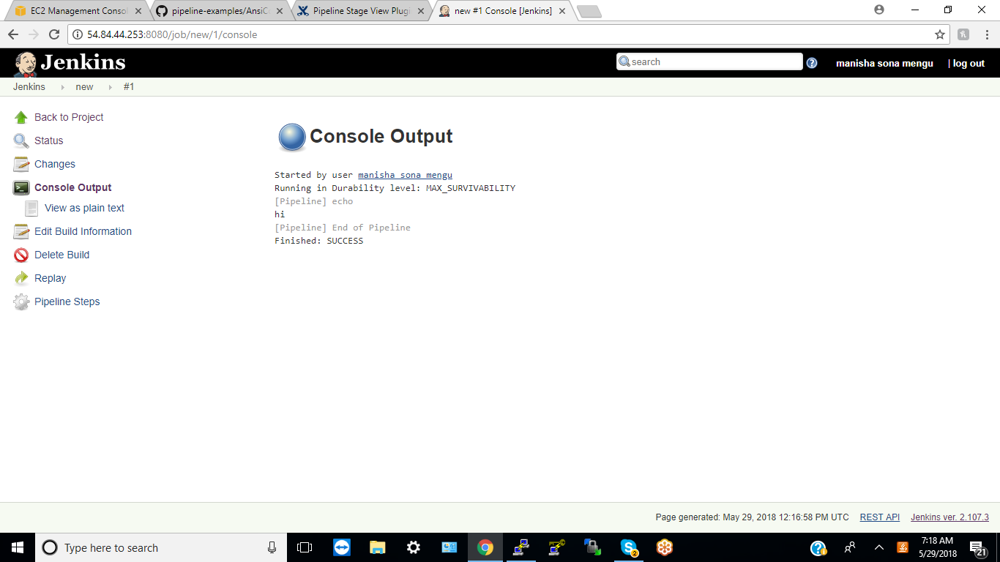 EC2 Management Consol
pipeline-examples/AnsiCo
Pipeline Stage View Plugi
new #1 Console [Jenkins]
54.84.44.253:8080/job/new/1/console
Jenkins
search
manisha sona mengu
| log out
Jenkins
new
#1
Back to Project
Status
Changes
Console Output
View as plain text
Edit Build Information
Delete Build
Replay
Pipeline Steps
Console Output
Started by user manisha sona mengu
Running in Durability level: MAX_SURVIVABILITY
[Pipeline] echo
hi
[Pipeline] End of Pipeline
Finished: SUCCESS
Page generated: May 29, 2018 12:16:58 PM UTC
REST API
Jenkins ver. 2.107.3
Type here to search
2
7:18 AM
5/29/2018
21